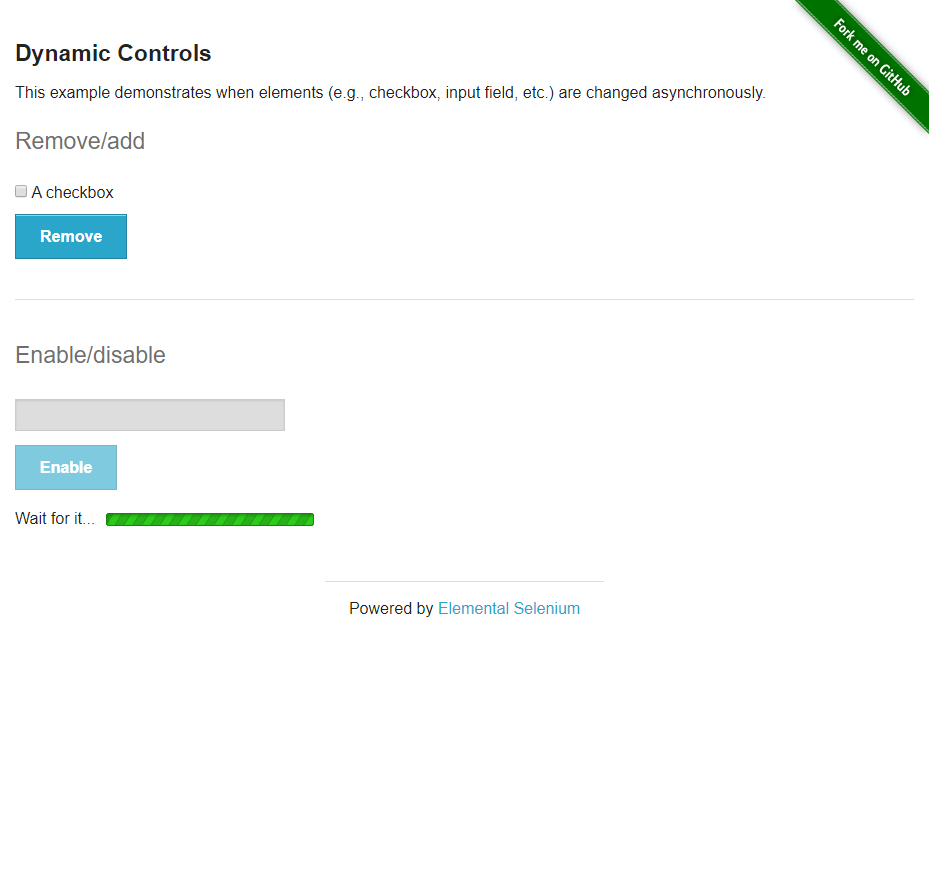 Fork me on GitHub
Dynamic Controls
This example demonstrates when elements (e.g., checkbox, input field, etc.) are changed asynchronously.
Remove/add
A checkbox
Remove
Enable/disable
Enable
Wait for it...
Powered by Elemental Selenium